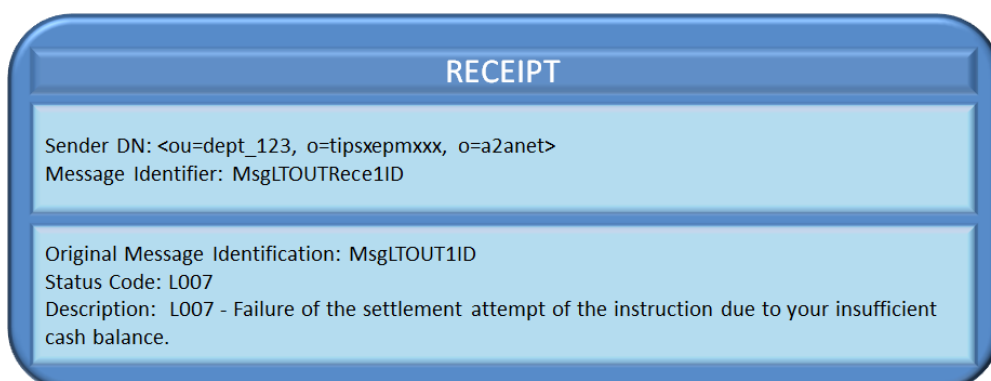 RECEIPT
Sender DN: <ou=dept_123, o=tipsxepmxxx, o=a2anet>
Message Identifier: MsgLTOUTRece1ID
Original Message Identification: MsgLTOUT1ID
Status Code: L007
Description: L007 - Failure of the settlement attempt of the instruction due to your insufficient
cash balance.